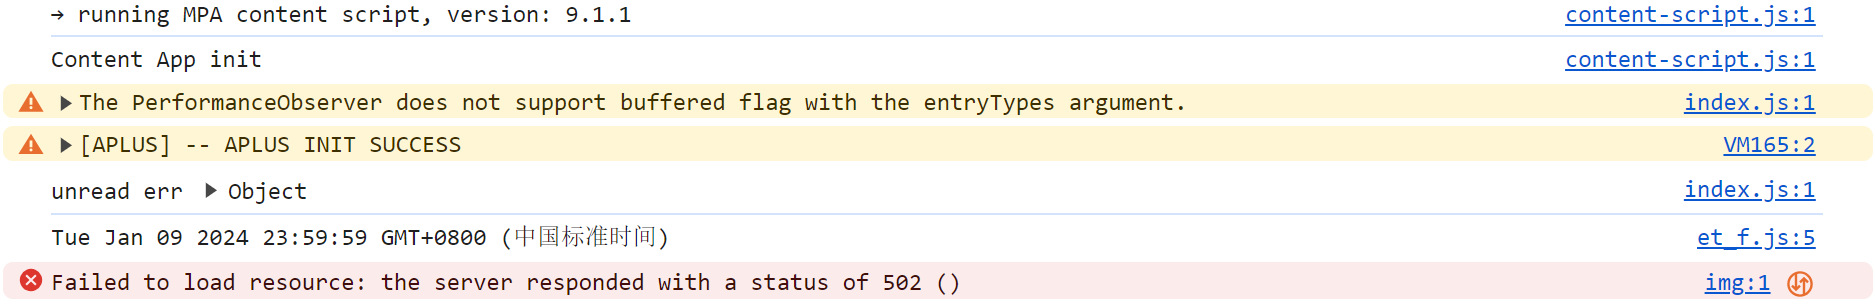 → running MPA content script, version: 9.1.1 content-script.js:1
Content App init content-script.js:1
The PerformanceObserver does not support buffered flag with the entryTypes argument. index.js:1
[APLUS] -- APLUS INIT SUCCESS VM165:2
unread err ▶ Object index.js:1
Tue Jan 09 2024 23:59:59 GMT+0800 (中国标准时间) et_f.js:5
Failed to load resource: the server responded with a status of 502 () img:1